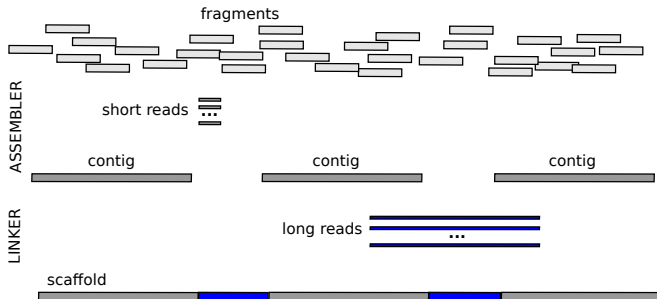 fragments
ASSEMBLER
short reads
...
contig
contig
contig
LINKER
long reads
...
scaffold